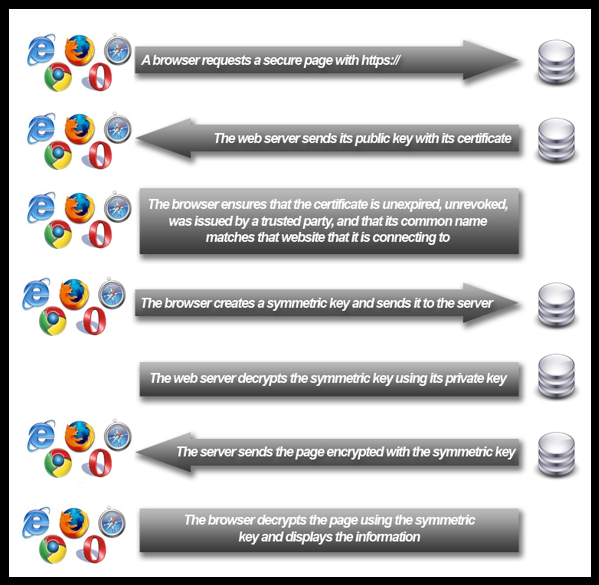 A browser requests a secure page with https://
The web server sends its public key with its certificate
The browser ensures that the certificate is unexpired, unrevoked,
was issued by a trusted party, and that its common name
matches that website that it is connecting to
The browser creates a symmetric key and sends it to the server
The web server decrypts the symmetric key using its private key
The server sends the page encrypted with the symmetric key
The browser decrypts the page using the symmetric
key and displays the information